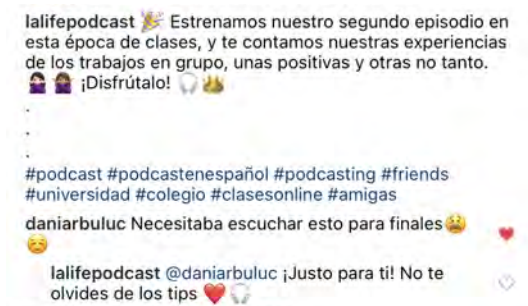 lalifepodcast 🎉 Estrenamos nuestro segundo episodio en
esta época de clases, y te contamos nuestras experiencias
de los trabajos en grupo, unas positivas y otras no tanto.
🙇🏻‍♀️ 🙅🏾‍♀️ ¡Disfrútalo! 🎧 👑
.
.
.
#podcast #podcastenespañol #podcasting #friends
#universidad #colegio #clasesonline #amigas
daniarbuluc Necesitaba escuchar esto para finales😫
☺️
lalifepodcast @daniarbuluc ¡Justo para ti! No te
olvides de los tips ❤️ 🎧